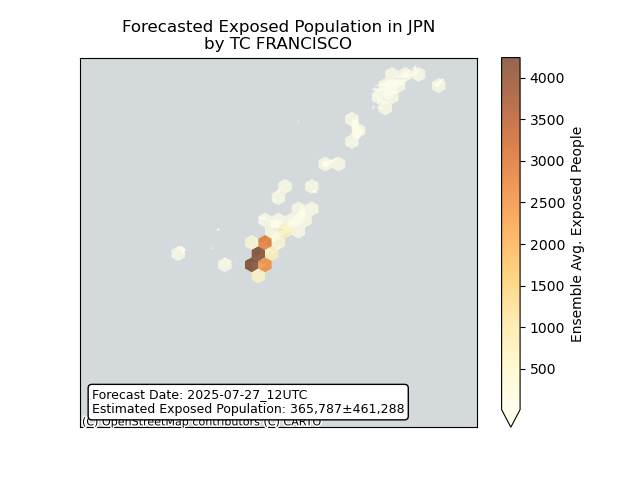 Forecasted Exposed Population in JPN
by TC FRANCISCO
4000
3500
3000
2500
2000
1500
1000
500
Ensemble Avg. Exposed People
Forecast Date: 2025-07-27_12UTC
Estimated Exposed Population: 365,787±461,288
(C) OpenStreetMap contributors (C) CARTO